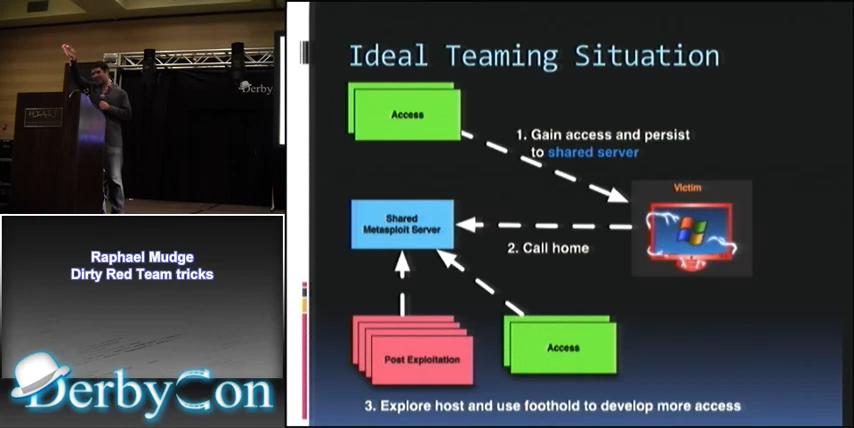 Derby
HYATT
Raphael Mudge
Dirty Red Team tricks
DerbyCon
Ideal Teaming Situation
Access
1. Gain access and persist
to shared server
Victim
Shared
Metasploit Server
2. Call home
Post Exploitation
Access
3. Explore host and use foothold to develop more access